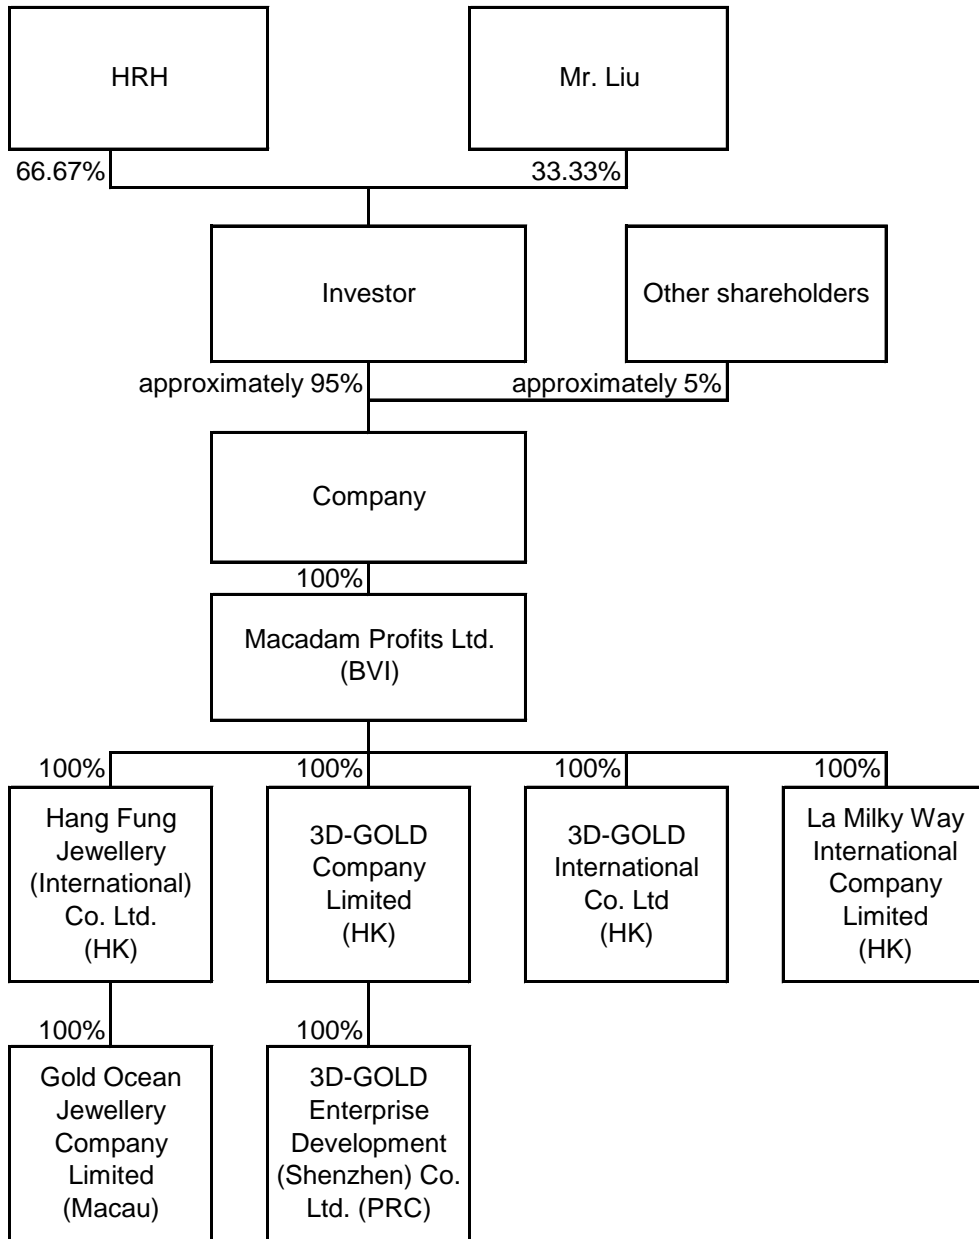 HRH
Mr. Liu
66.67%
33.33%
Investor
Other shareholders
approximately 95%
approximately 5%
Company
100%
Macadam Profits Ltd.
(BVI)
100%
100%
100%
100%
Hang Fung
Jewellery
(International)
Co. Ltd.
(HK)
3D-GOLD
Company
Limited
(HK)
3D-GOLD
International
Co. Ltd
(HK)
La Milky Way
International
Company
Limited
(HK)
100%
100%
Gold Ocean
Jewellery
Company
Limited
(Macau)
3D-GOLD
Enterprise
Development
(Shenzhen) Co.
Ltd. (PRC)